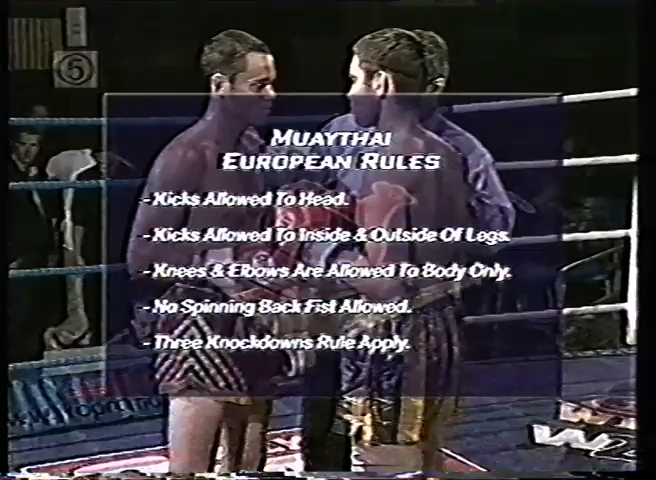 5
MUAYTHAI
EUROPEAN RULES
- Kicks Allowed To Head.
- Kicks Allowed To Inside & Outside Of Legs.
- Knees & Elbows Are Allowed To Body Only.
- No Spinning Back Fist Allowed.
- Three Knockdowns Rule Apply.